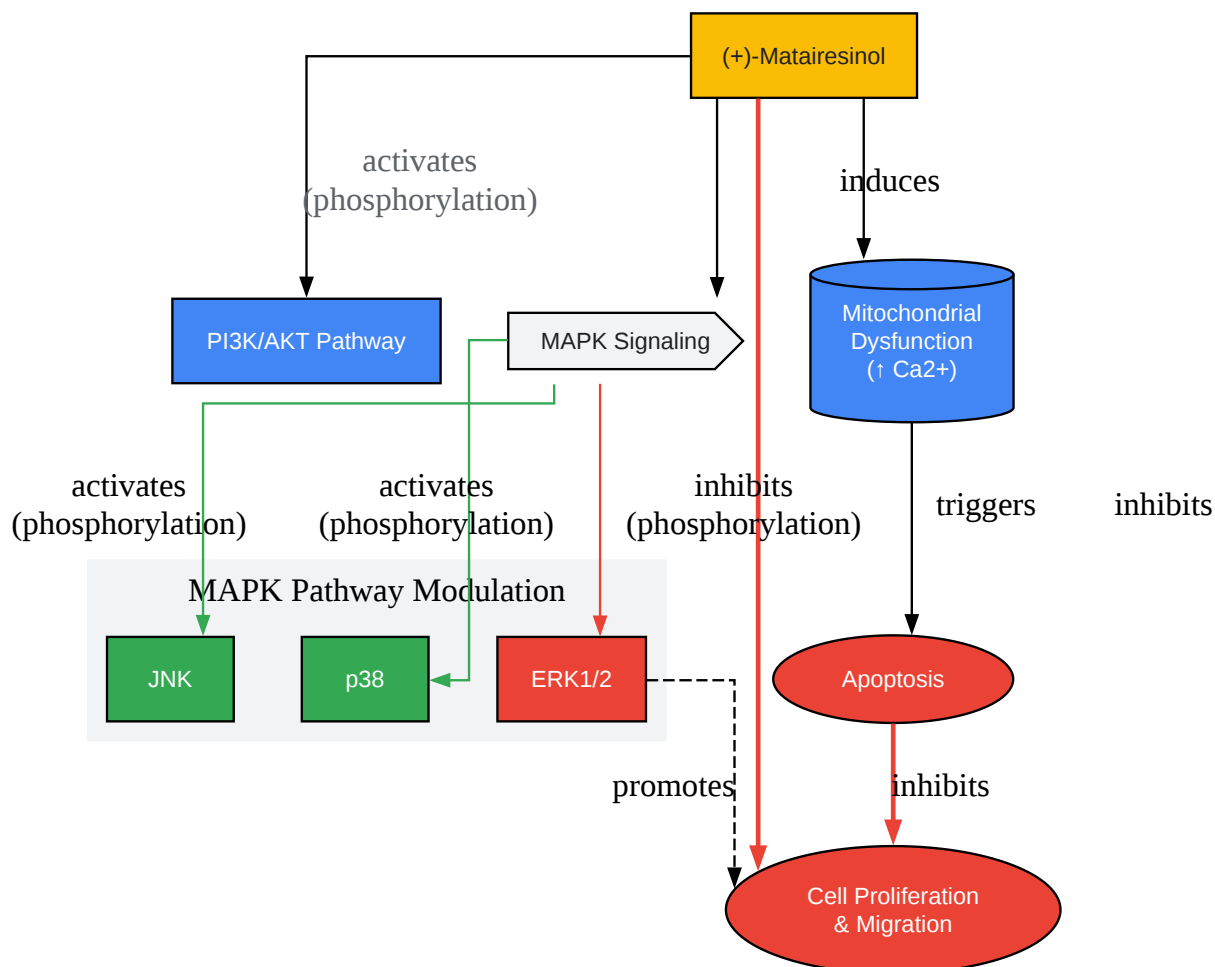 (+)-Matairesinol
activates
(phosphorylation)
induces
PI3K/AKT Pathway
MAPK Signaling
Mitochondrial
Dysfunction
(↑ Ca2+)
activates
(phosphorylation)
activates
(phosphorylation)
inhibits
(phosphorylation)
triggers
inhibits
MAPK Pathway Modulation
JNK
p38
ERK1/2
Apoptosis
promotes
inhibits
Cell Proliferation
& Migration